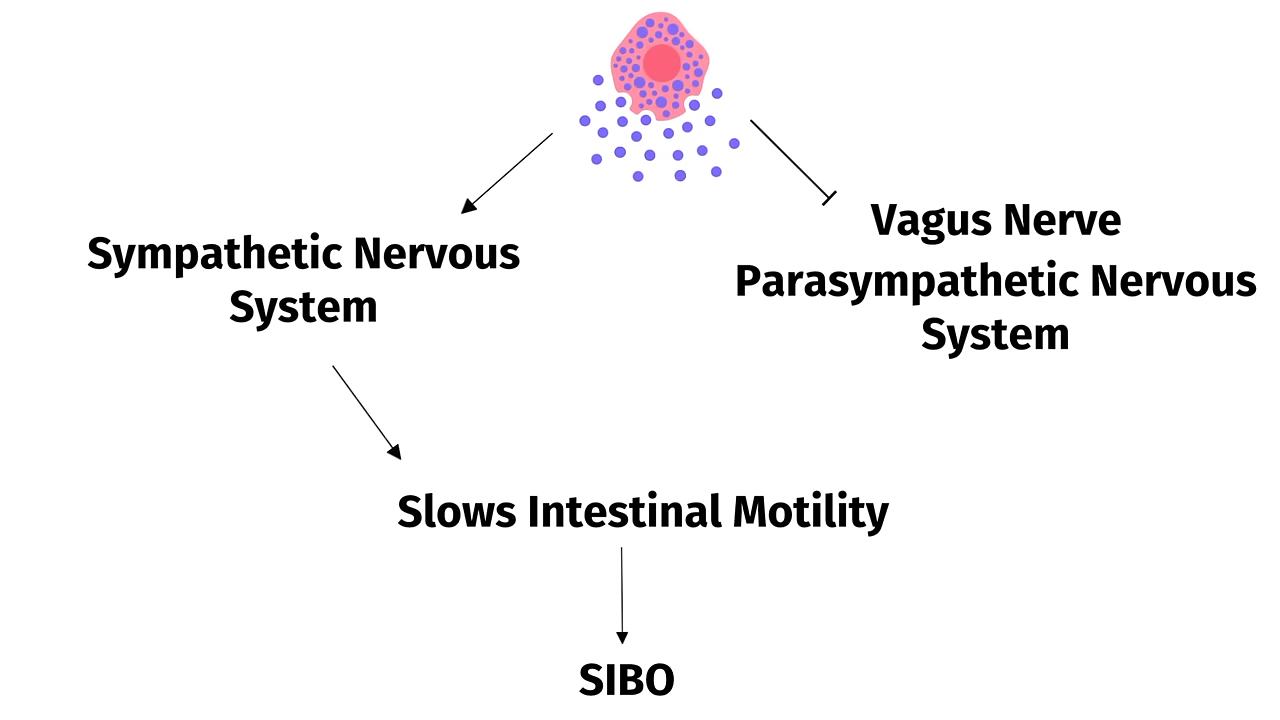 Sympathetic Nervous
System
Vagus Nerve
Parasympathetic Nervous
System
Slows Intestinal Motility
SIBO